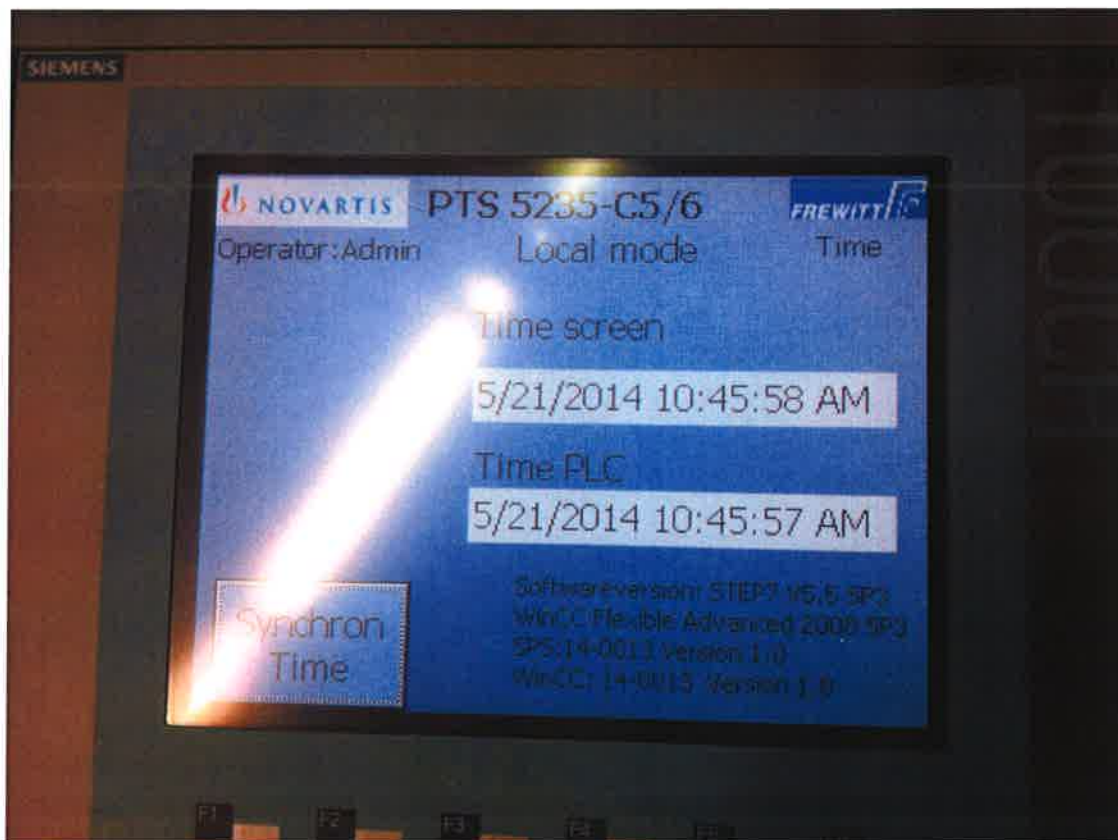 SIEMENS
TOUCH
NOVARTIS PTS 5235-C5/6 FREWITT
Operator:Admin Local mode Time
Time screen
5/21/2014 10:45:58 AM
Time PLC
5/21/2014 10:45:57 AM
Synchron
Time
Softwareversion: STEP7 V5.5 SP3
WinCC Flexible Advanced 2008 SP3
SPS:14-0013 Version 1.0
WinCC: 14-0013 Version 1.0
F1 F2 F3 F4